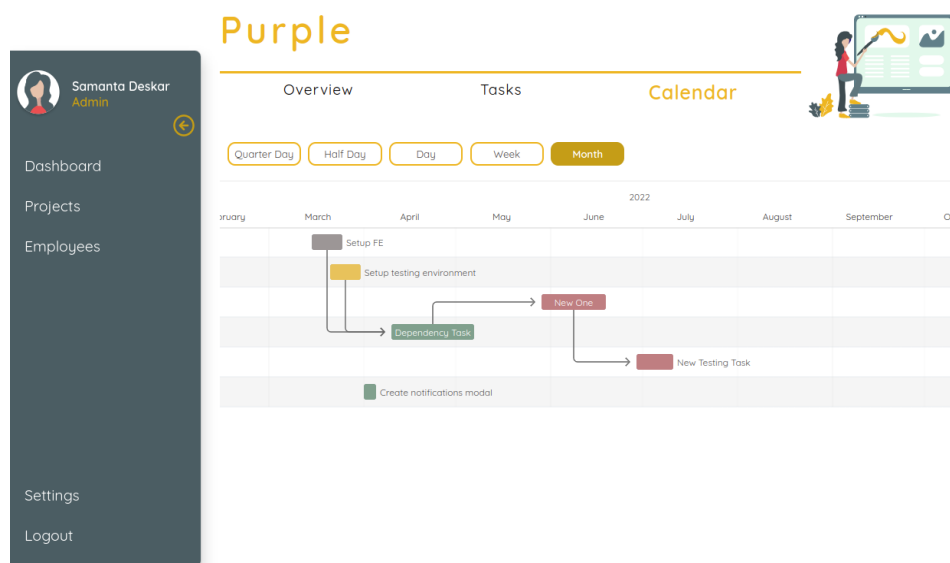 Purple
Samanta Deskar
Admin
Overview Tasks Calendar
Quarter Day Half Day Day Week Month
Dashboard
Projects
Employees
2022
bruary March April May June July August September O
Setup FE
Setup testing environment
New One
Dependency Task
New Testing Task
Create notifications modal
Settings
Logout